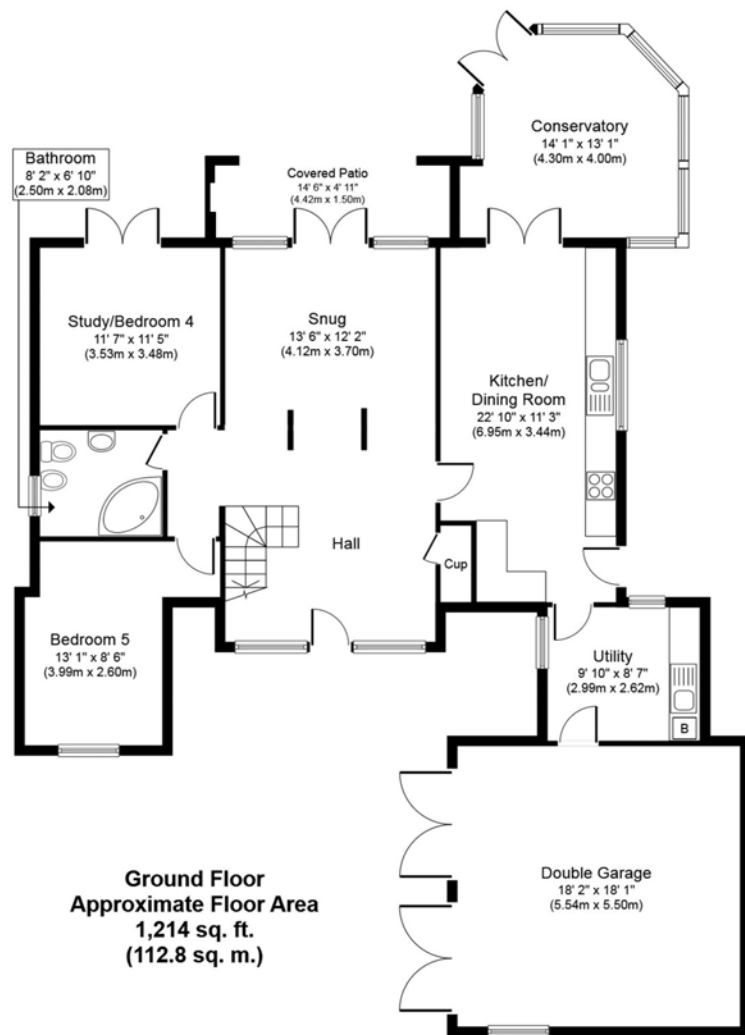 Conservatory
14' 1" x 13' 1"
(4.30m x 4.00m)
Bathroom
8' 2" x 6' 10"
(2.50m x 2.08m)
Covered Patio
14' 6" x 4' 11"
(4.42m x 1.50m)
Study/Bedroom 4
11' 7" x 11' 5"
(3.53m x 3.48m)
Snug
13' 6" x 12' 2"
(4.12m x 3.70m)
Kitchen/
Dining Room
22' 10" x 11' 3"
(6.95m x 3.44m)
Hall
Cup
Bedroom 5
13' 1" x 8' 6"
(3.99m x 2.60m)
Utility
9' 10" x 8' 7"
(2.99m x 2.62m)
B
Double Garage
18' 2" x 18' 1"
(5.54m x 5.50m)
Ground Floor
Approximate Floor Area
1,214 sq. ft.
(112.8 sq. m.)